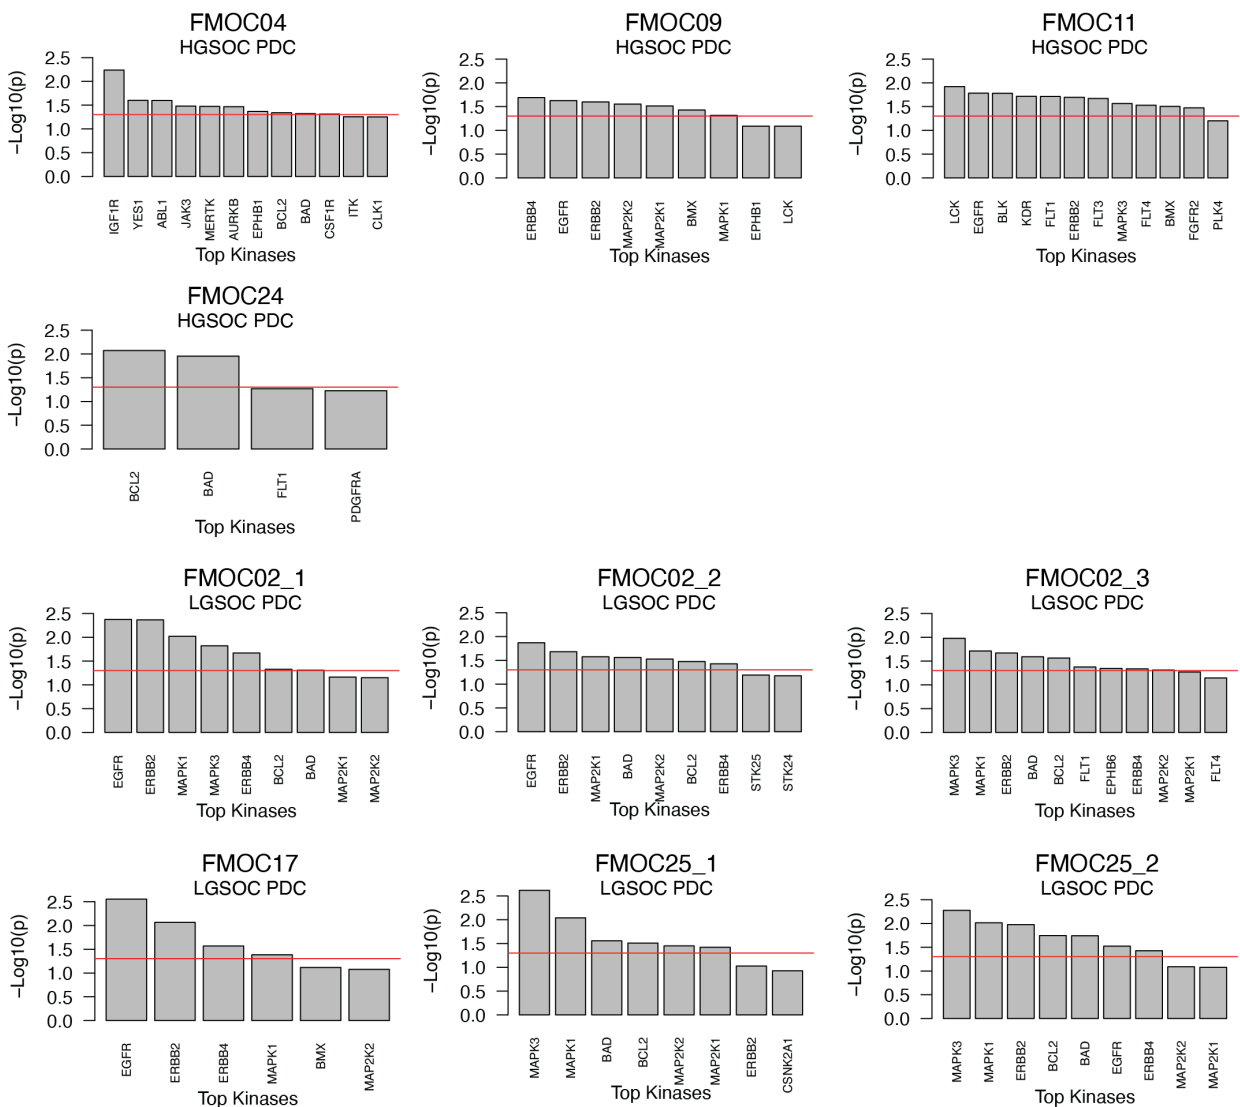 FMOC04
HGSOC PDC
−Log10(p)
2.5
2.0
1.5
1.0
0.5
0.0
IGF1R
YES1
ABL1
JAK3
MERTK
AURKB
EPHB1
BCL2
BAD
CSF1R
ITK
CLK1
Top Kinases
FMOC09
HGSOC PDC
−Log10(p)
2.5
2.0
1.5
1.0
0.5
0.0
ERBB4
EGFR
ERBB2
MAP2K2
MAP2K1
BMX
MAPK1
EPHB1
LCK
Top Kinases
FMOC11
HGSOC PDC
−Log10(p)
2.5
2.0
1.5
1.0
0.5
0.0
LCK
EGFR
BLK
KDR
FLT1
ERBB2
FLT3
MAPK3
FLT4
BMX
FGFR2
PLK4
Top Kinases
FMOC24
HGSOC PDC
−Log10(p)
2.5
2.0
1.5
1.0
0.5
0.0
BCL2
BAD
FLT1
PDGFRA
Top Kinases
FMOC02_1
LGSOC PDC
−Log10(p)
2.5
2.0
1.5
1.0
0.5
0.0
EGFR
ERBB2
MAPK1
MAPK3
ERBB4
BCL2
BAD
MAP2K1
MAP2K2
Top Kinases
FMOC02_2
LGSOC PDC
−Log10(p)
2.5
2.0
1.5
1.0
0.5
0.0
EGFR
ERBB2
MAP2K1
BAD
MAP2K2
BCL2
ERBB4
STK25
STK24
Top Kinases
FMOC02_3
LGSOC PDC
−Log10(p)
2.5
2.0
1.5
1.0
0.5
0.0
MAPK3
MAPK1
ERBB2
BAD
BCL2
FLT1
EPHB6
ERBB4
MAP2K2
MAP2K1
FLT4
Top Kinases
FMOC17
LGSOC PDC
−Log10(p)
2.5
2.0
1.5
1.0
0.5
0.0
EGFR
ERBB2
ERBB4
MAPK1
BMX
MAP2K2
Top Kinases
FMOC25_1
LGSOC PDC
−Log10(p)
2.5
2.0
1.5
1.0
0.5
0.0
MAPK3
MAPK1
BAD
BCL2
MAP2K2
MAP2K1
ERBB2
CSNK2A1
Top Kinases
FMOC25_2
LGSOC PDC
−Log10(p)
2.5
2.0
1.5
1.0
0.5
0.0
MAPK3
MAPK1
ERBB2
BCL2
BAD
EGFR
ERBB4
MAP2K2
MAP2K1
Top Kinases